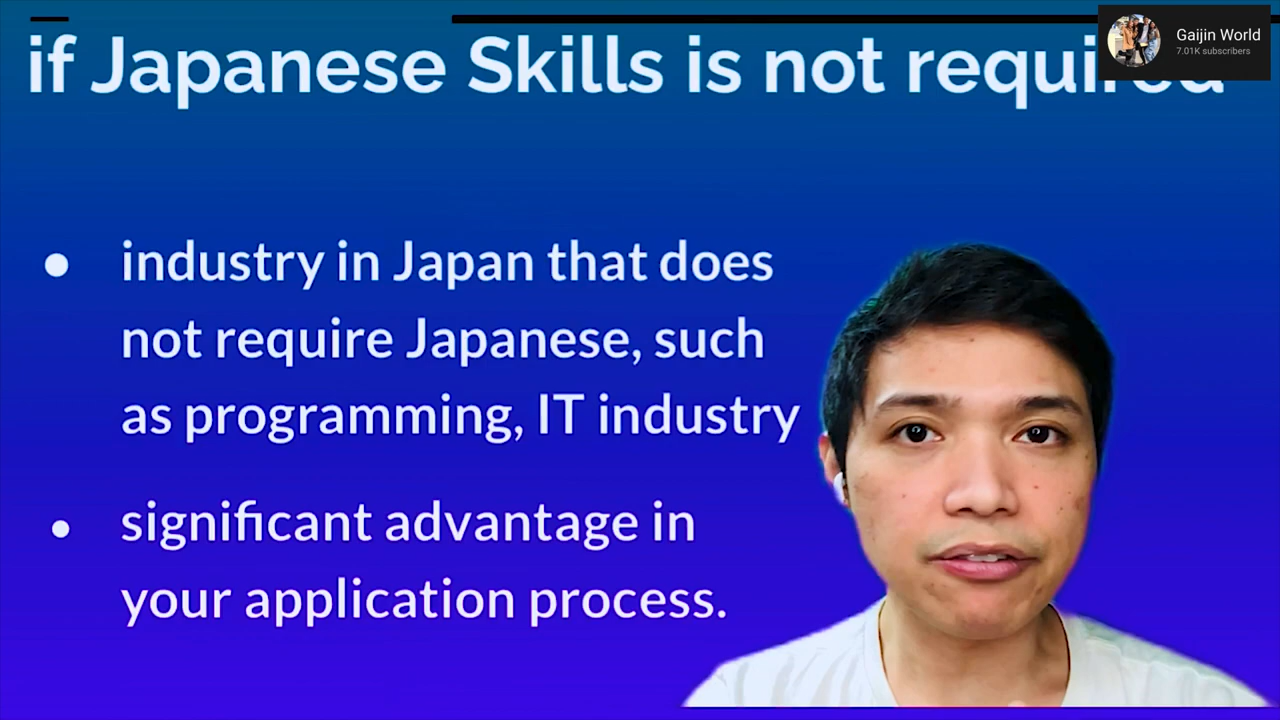 if Japanese Skills is not required
Gaijin World
7.01K subscribers
industry in Japan that does
not require Japanese, such
as programming, IT industry
significant advantage in
your application process.